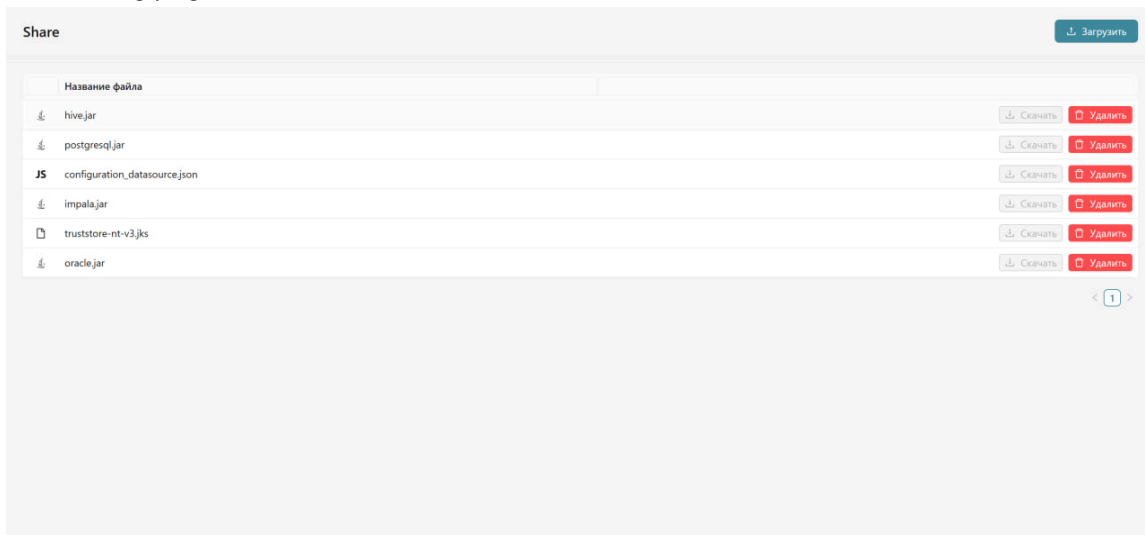 Share
Загрузить
Название файла
hive.jar Скачать Удалить
postgresql.jar Скачать Удалить
JS configuration_datasource.json Скачать Удалить
impala.jar Скачать Удалить
truststore-nt-v3.jks Скачать Удалить
oracle.jar Скачать Удалить
< 1 >